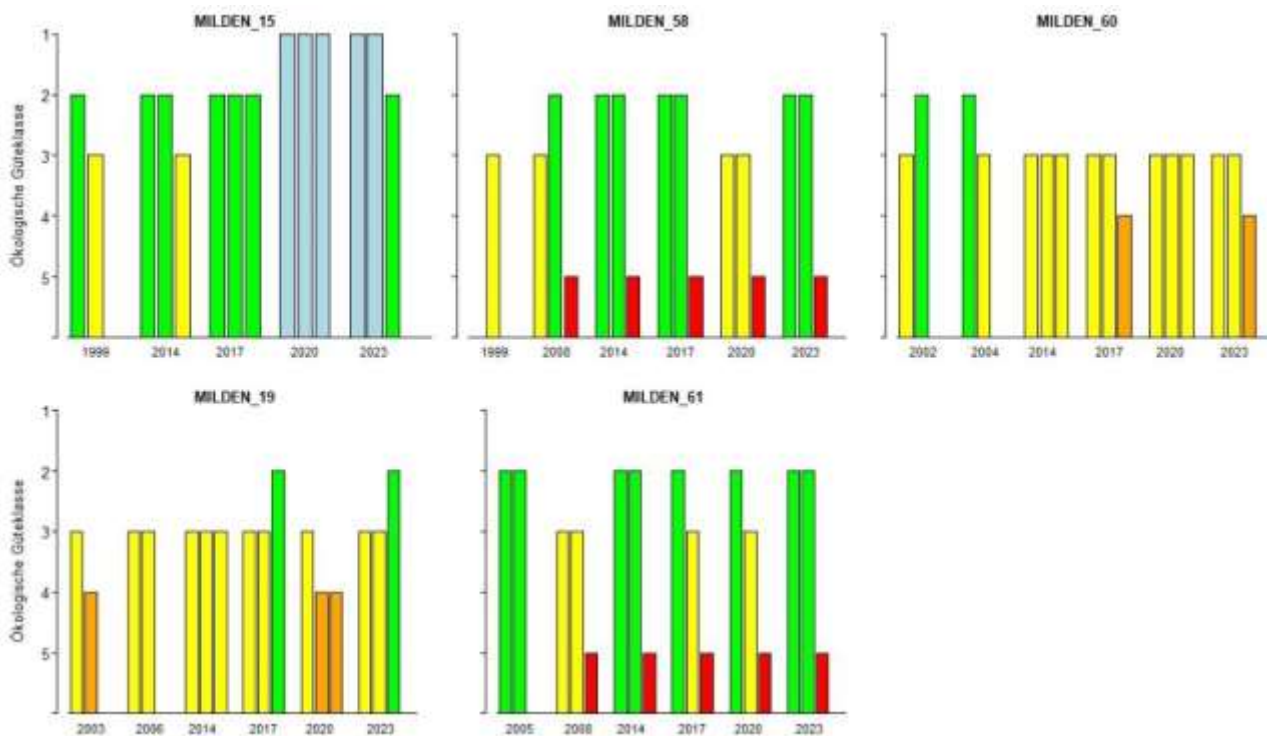 MILDEN_15
MILDEN_58
MILDEN_60
Ökologische Güteklasse
1
2
3
4
5
1999 2014 2017 2020 2023
1999 2008 2014 2017 2020 2023
2002 2004 2014 2017 2020 2023
MILDEN_19
MILDEN_61
Ökologische Güteklasse
1
2
3
4
5
2003 2006 2014 2017 2020 2023
2005 2008 2014 2017 2020 2023